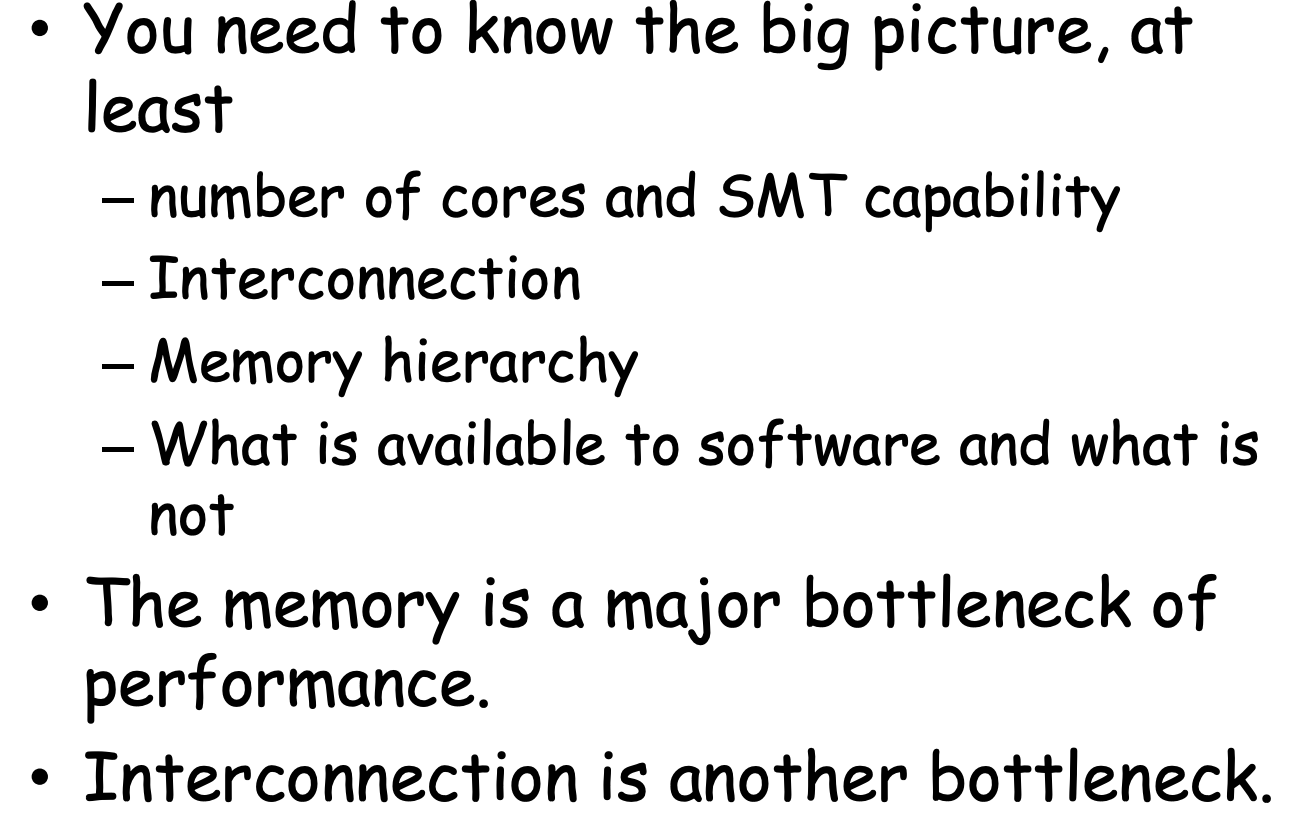 • You need to know the big picture, at
least
– number of cores and SMT capability
– Interconnection
– Memory hierarchy
– What is available to software and what is
not
• The memory is a major bottleneck of
performance.
• Interconnection is another bottleneck.